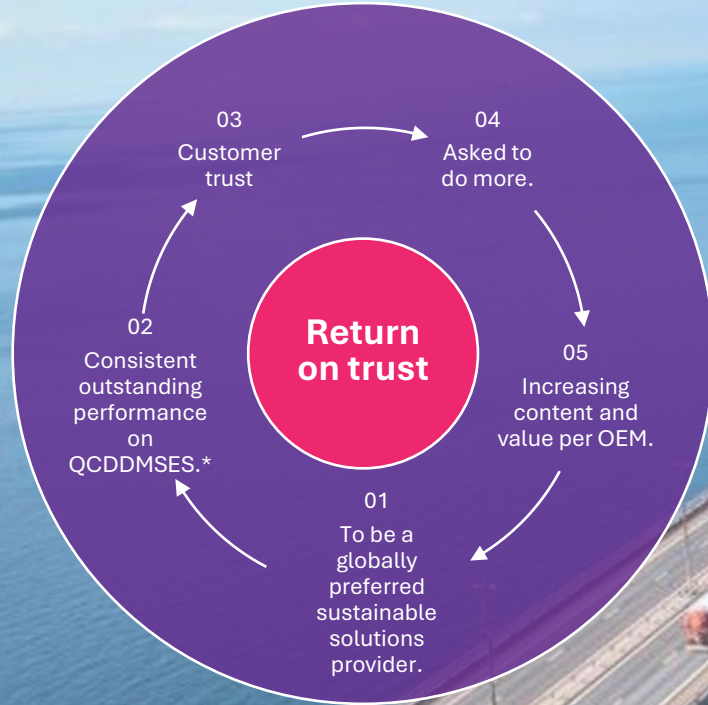 03
Customer
trust
04
Asked to
do more.
02
Consistent
outstanding
performance
on
QCDDMSES.*
Return
on trust
05
Increasing
content and
value per OEM.
01
To be a
globally
preferred
sustainable
solutions
provider.